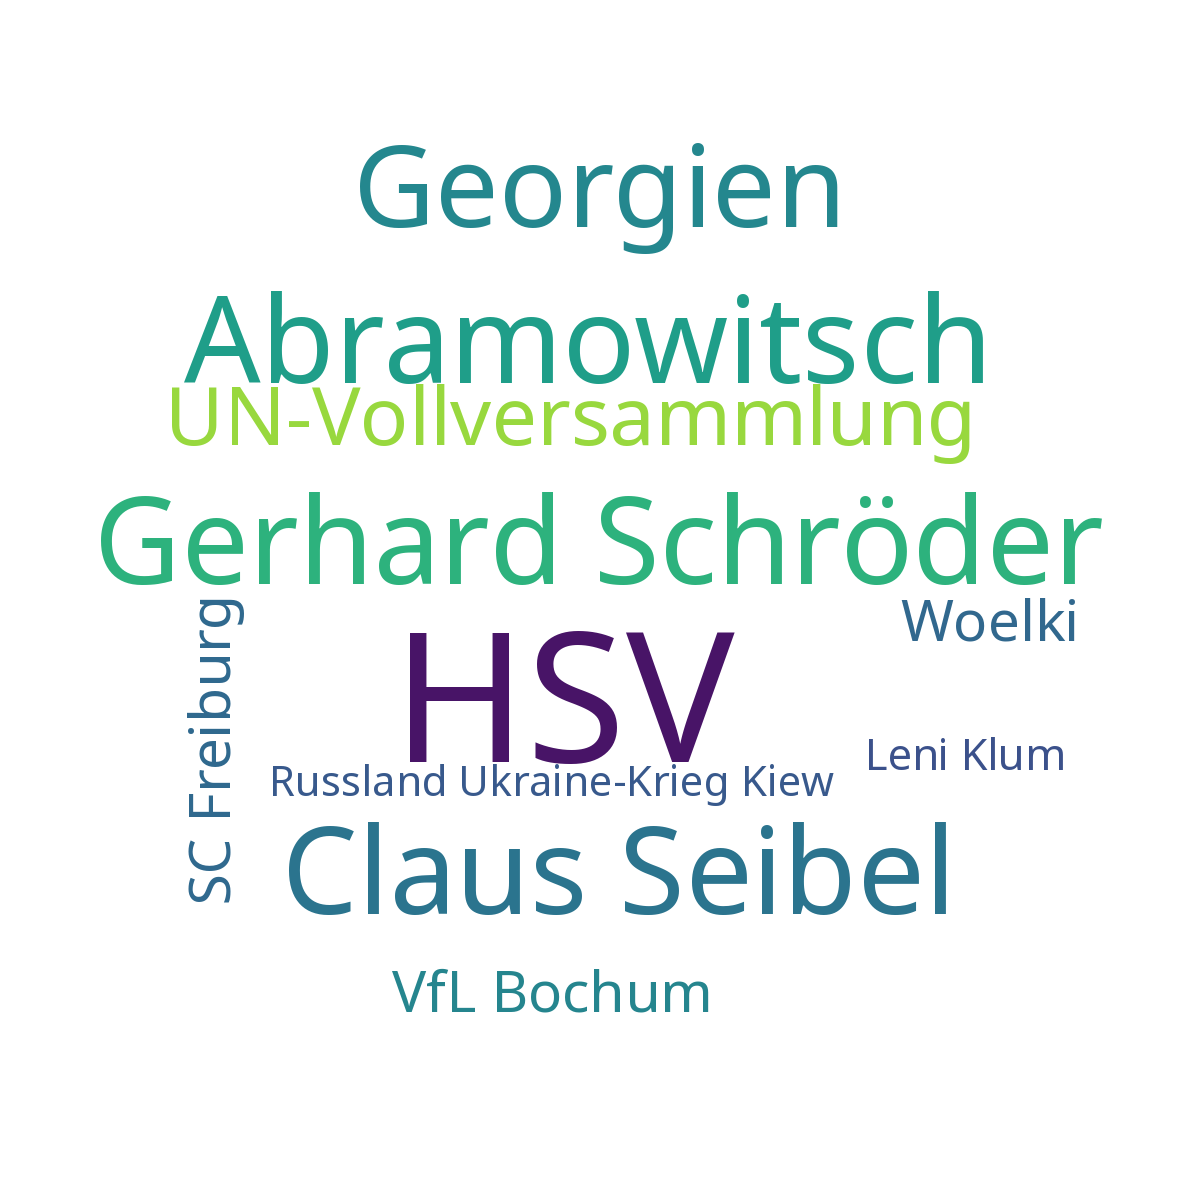 Georgien
Abramowitsch
UN-Vollversammlung
Gerhard Schröder
SC Freiburg
Woelki
HSV
Leni Klum
Russland Ukraine-Krieg Kiew
Claus Seibel
VfL Bochum